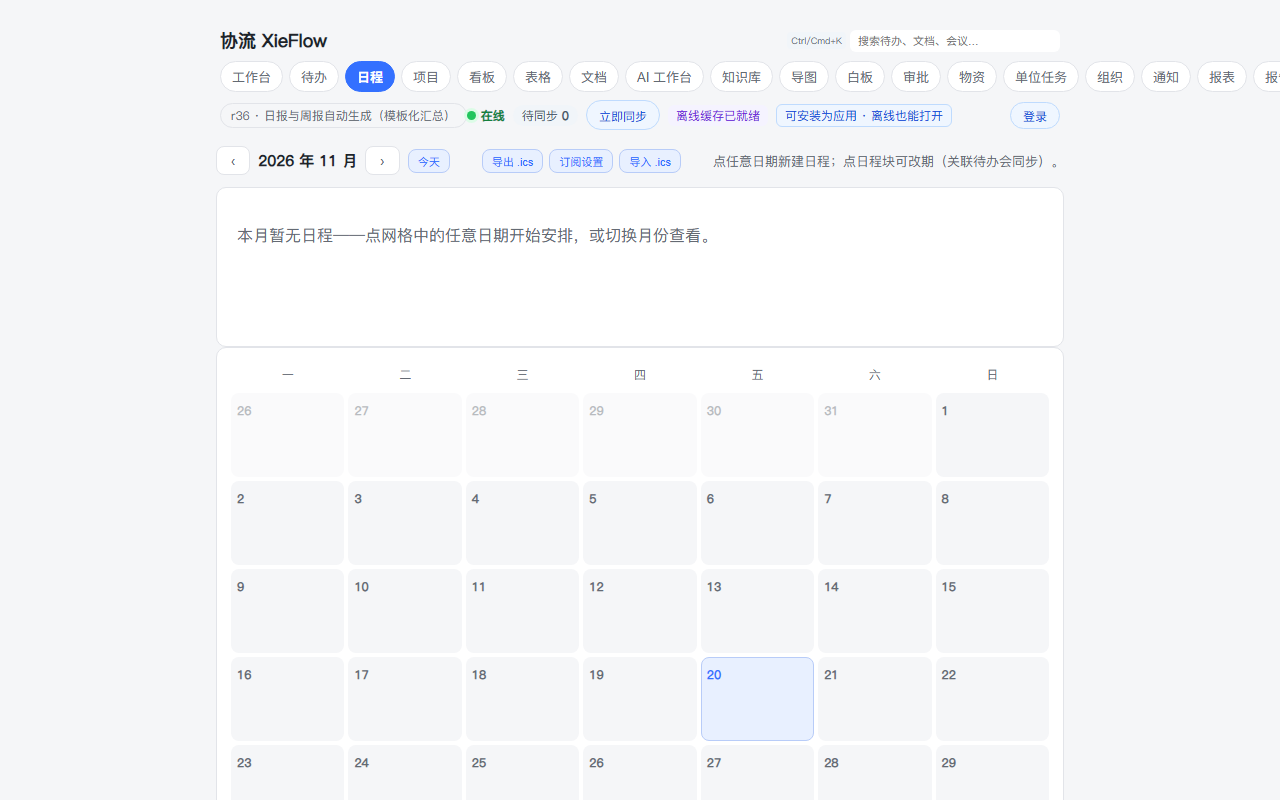 协流 XieFlow
Ctrl/Cmd+K 搜索待办、文档、会议…
工作台 待办 日程 项目 看板 表格 文档 AI 工作台 知识库 导图 白板 审批 物资 单位任务 组织 通知 报表
r36 · 日报与周报自动生成（模板化汇总） 在线 待同步 0 立即同步 离线缓存已就绪 可安装为应用 · 离线也能打开 登录
‹ 2026 年 11 月 › 今天 导出 .ics 订阅设置 导入 .ics 点任意日期新建日程；点日程块可改期（关联待办会同步）。
本月暂无日程——点网格中的任意日期开始安排，或切换月份查看。
一 二 三 四 五 六 日
26 27 28 29 30 31 1
2 3 4 5 6 7 8
9 10 11 12 13 14 15
16 17 18 19 20 21 22
23 24 25 26 27 28 29